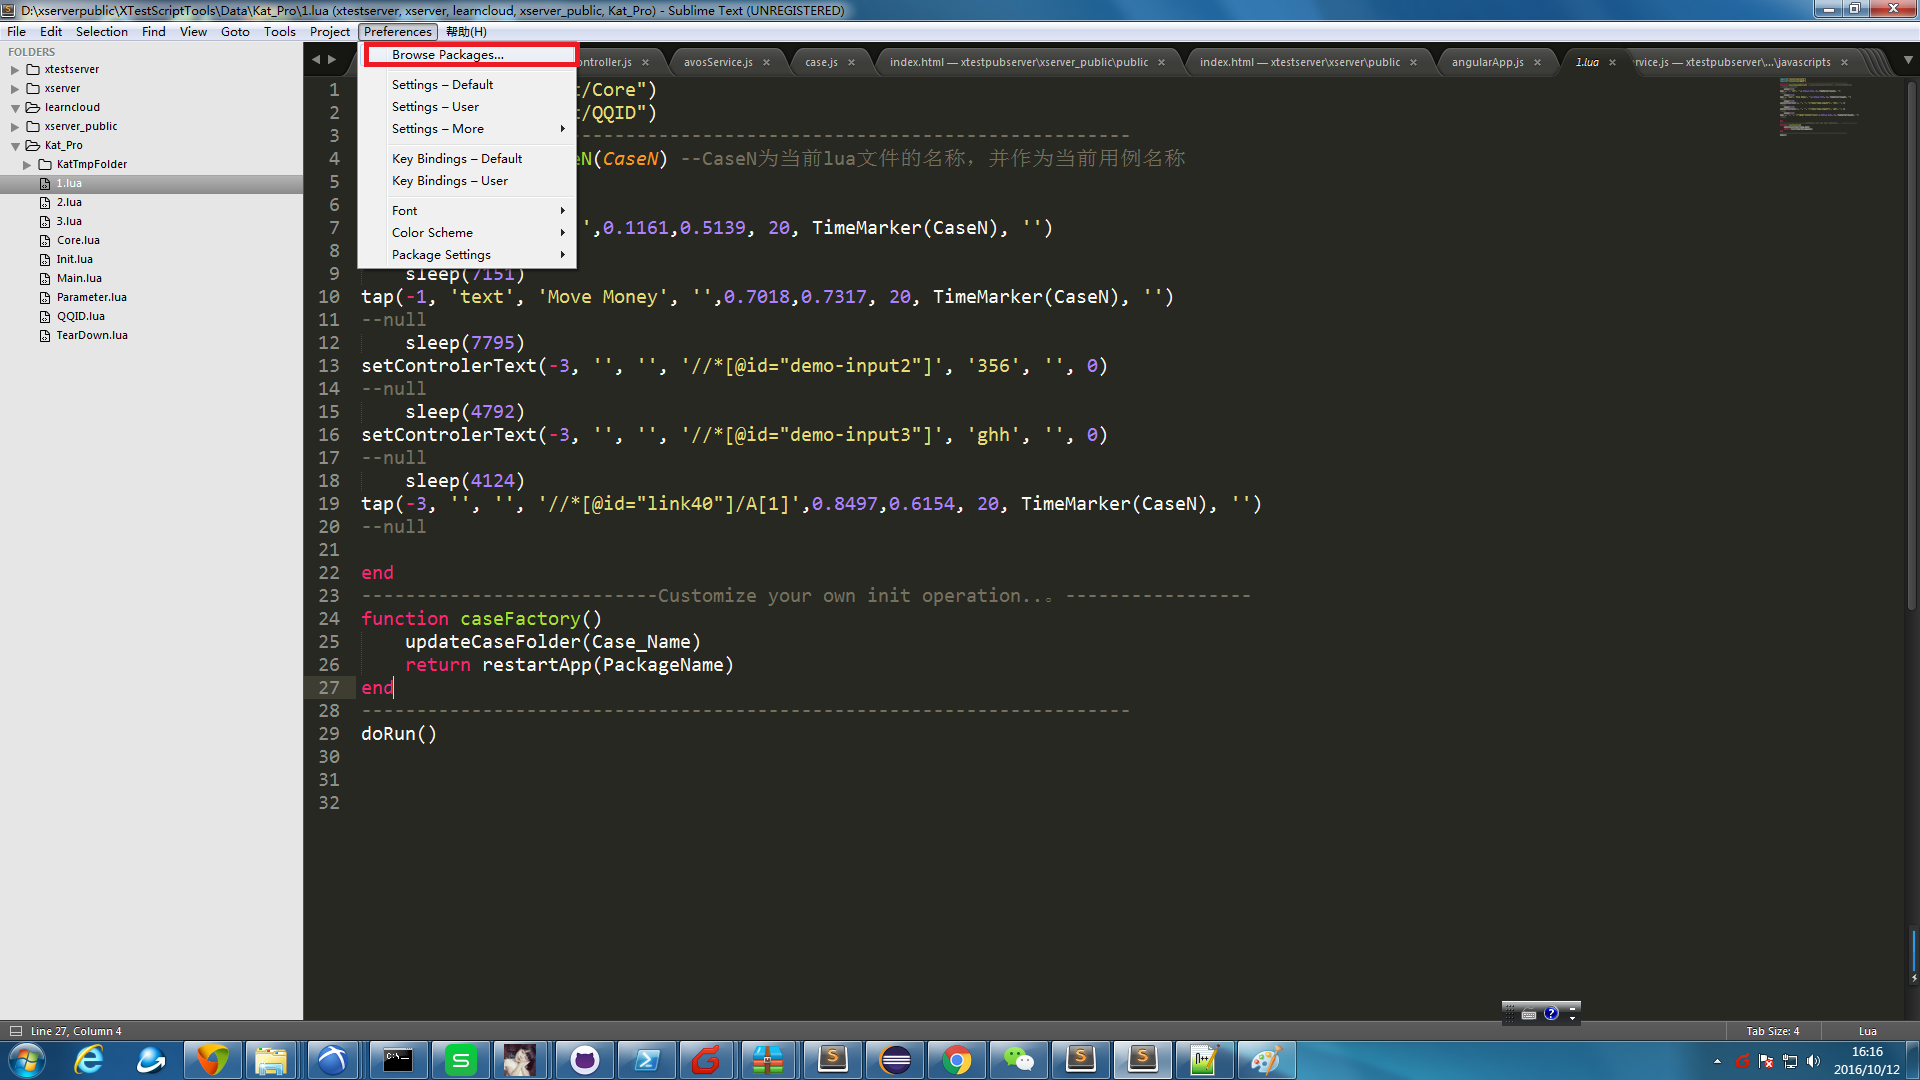 D:\xserverpublic\XTestScriptTools\Data\Kat_Pro\1.lua (xtestserver, xserver, learncloud, xserver_public, Kat_Pro) - Sublime Text (UNREGISTERED)
File Edit Selection Find View Goto Tools Project Preferences 帮助(H)
FOLDERS
xtestserver
xserver
learncloud
xserver_public
Kat_Pro
KatTmpFolder
1.lua
2.lua
3.lua
Core.lua
Init.lua
Main.lua
Parameter.lua
QQID.lua
TearDown.lua
Browse Packages...
Settings – Default
Settings – User
Settings – More
Key Bindings – Default
Key Bindings – User
Font
Color Scheme
Package Settings
ontroller.js avosService.js case.js index.html — xtestpubserver\xserver_public\public index.html — xtestserver\xserver\public angularApp.js 1.lua rvice.js — xtestpubserver\...\javascripts
1 t/Core")
2 t/QQID")
3 --------------------------------------------------
4 eN(CaseN) --CaseN为当前lua文件的名称，并作为当前用例名称
5
6
7 ',0.1161,0.5139, 20, TimeMarker(CaseN), '')
8
9 sleep(7151)
10 tap(-1, 'text', 'Move Money', '',0.7018,0.7317, 20, TimeMarker(CaseN), '')
11 --null
12 sleep(7795)
13 setControlerText(-3, '', '', '//*[@id="demo-input2"]', '356', '', 0)
14 --null
15 sleep(4792)
16 setControlerText(-3, '', '', '//*[@id="demo-input3"]', 'ghh', '', 0)
17 --null
18 sleep(4124)
19 tap(-3, '', '', '//*[@id="link40"]/A[1]',0.8497,0.6154, 20, TimeMarker(CaseN), '')
20 --null
21
22 end
23 ---------------------------Customize your own init operation..。-----------------
24 function caseFactory()
25 updateCaseFolder(Case_Name)
26 return restartApp(PackageName)
27 end
28 ----------------------------------------------------------------------
29 doRun()
30
31
32
Line 27, Column 4
Tab Size: 4
Lua
16:16
2016/10/12